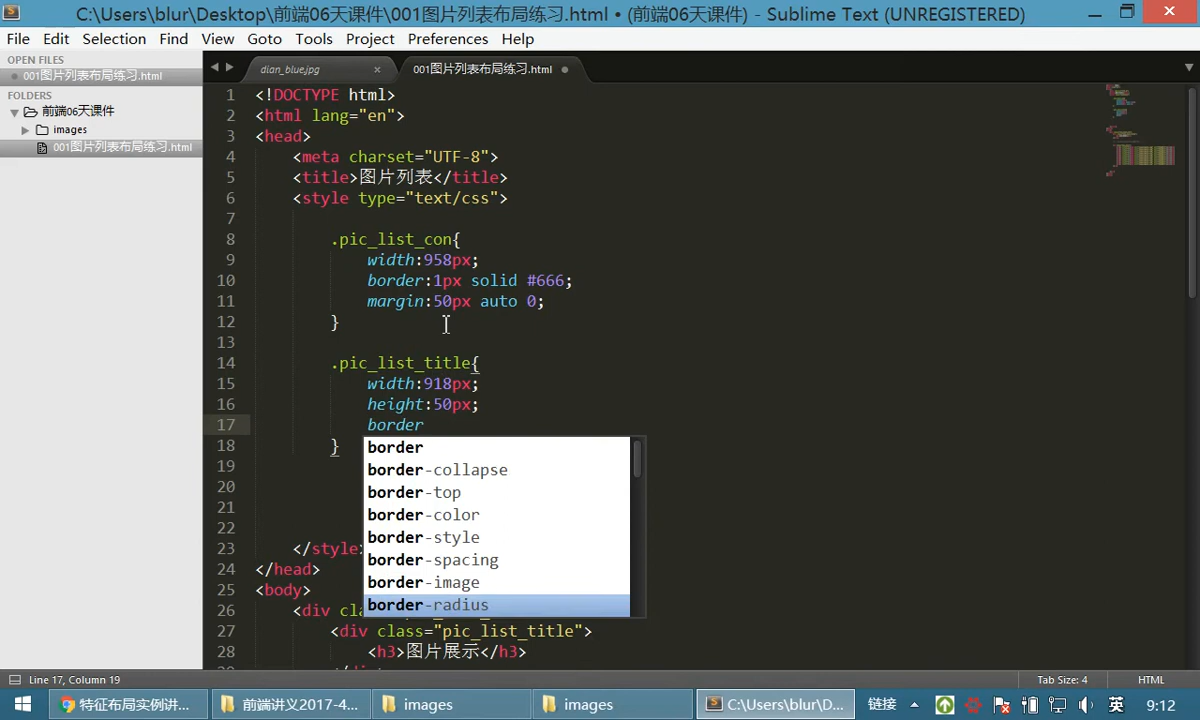 C:\Users\blur\Desktop\前端06天课件\001图片列表布局练习.html • (前端06天课件) - Sublime Text (UNREGISTERED)
File Edit Selection Find View Goto Tools Project Preferences Help
OPEN FILES
001图片列表布局练习.html
FOLDERS
前端06天课件
images
001图片列表布局练习.html
dian_blue.jpg × 001图片列表布局练习.html
1 <!DOCTYPE html>
2 <html lang="en">
3 <head>
4 <meta charset="UTF-8">
5 <title>图片列表</title>
6 <style type="text/css">
7
8 .pic_list_con{
9 width:958px;
10 border:1px solid #666;
11 margin:50px auto 0;
12 }
13
14 .pic_list_title{
15 width:918px;
16 height:50px;
17 border
18 }
border
19
border-collapse
20
border-top
21
border-color
22
border-style
23 </style>
border-spacing
24 </head>
border-image
25 <body>
border-radius
26 <div cla
27 <div class="pic_list_title">
28 <h3>图片展示</h3>
Line 17, Column 19 Tab Size: 4 HTML
特征布局实例讲... 前端讲义2017-4... images images C:\Users\blur\D... 链接 英 9:12